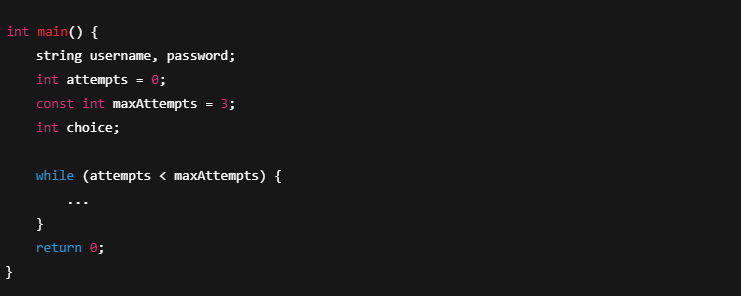 int main() {
    string username, password;
    int attempts = 0;
    const int maxAttempts = 3;
    int choice;

    while (attempts < maxAttempts) {
        ...
    }
    return 0;
}